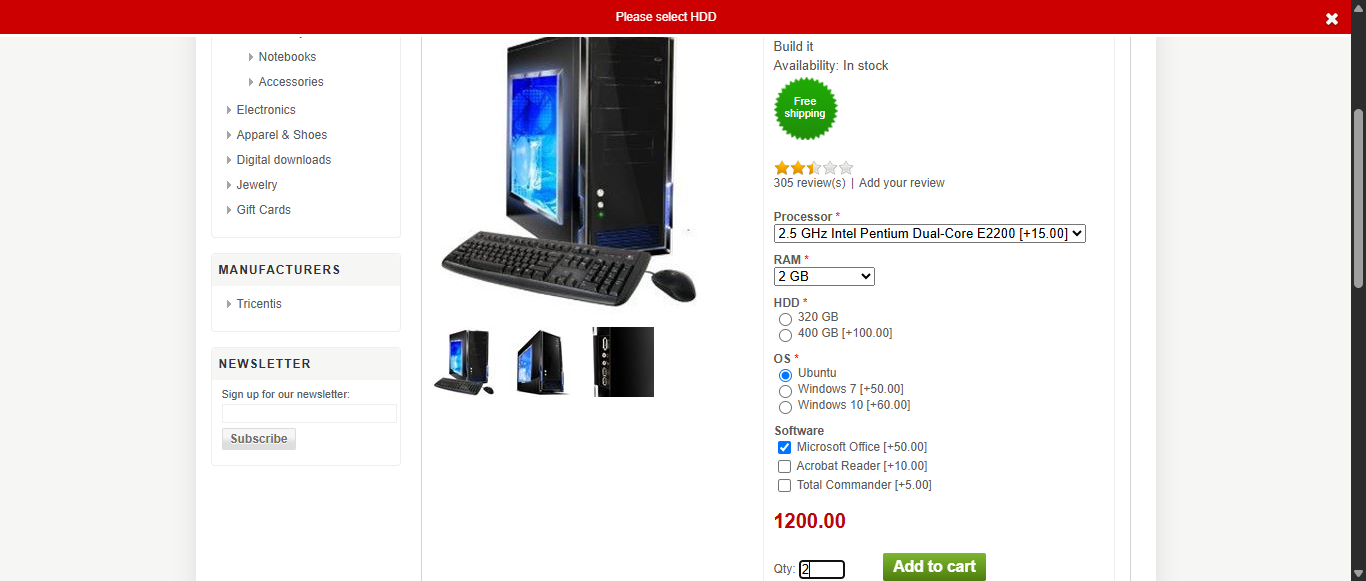 Please select HDD
Notebooks
Accessories
Electronics
Apparel & Shoes
Digital downloads
Jewelry
Gift Cards
MANUFACTURERS
Tricentis
NEWSLETTER
Sign up for our newsletter:
Subscribe
Build it
Availability: In stock
Free
shipping
305 review(s) | Add your review
Processor *
2.5 GHz Intel Pentium Dual-Core E2200 [+15.00]
RAM *
2 GB
HDD *
320 GB
400 GB [+100.00]
OS *
Ubuntu
Windows 7 [+50.00]
Windows 10 [+60.00]
Software
Microsoft Office [+50.00]
Acrobat Reader [+10.00]
Total Commander [+5.00]
1200.00
Qty: 2
Add to cart